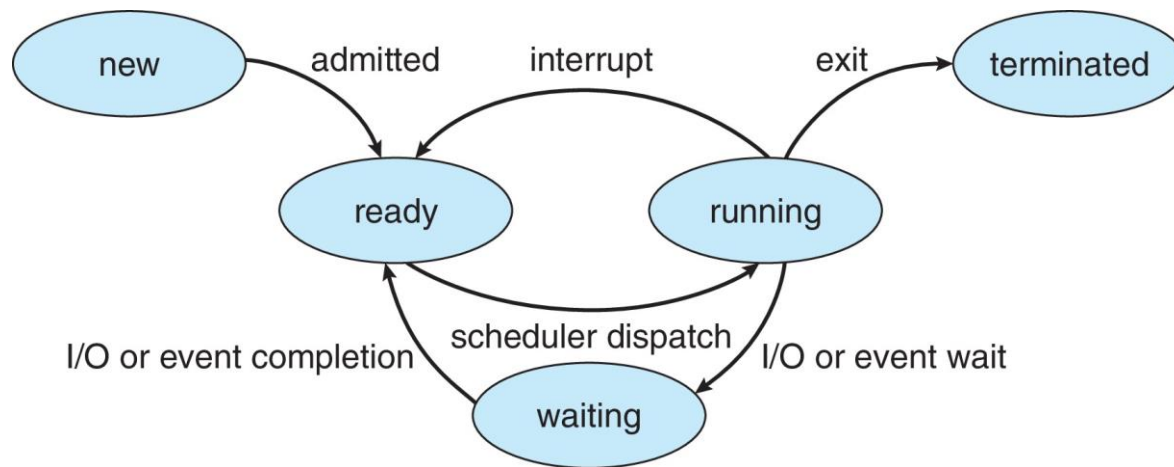 new
admitted
interrupt
exit
terminated
ready
running
scheduler dispatch
I/O or event completion
I/O or event wait
waiting